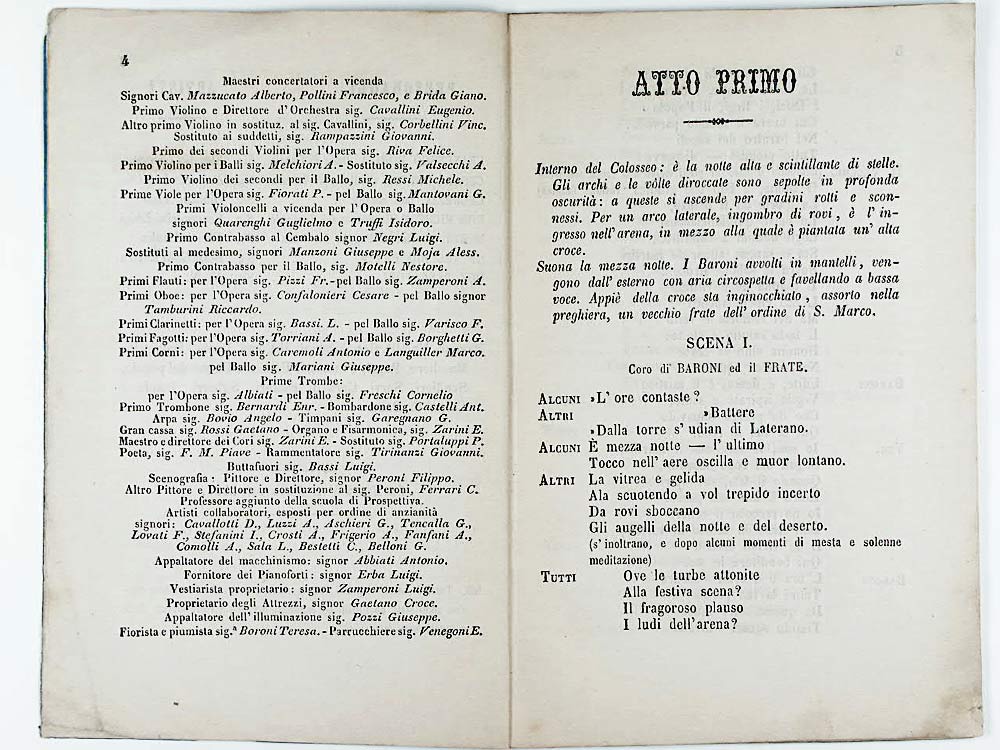 4
Maestri concertatori a vicenda
Signori Cav. Mazzucato Alberto, Pollini Francesco, e Brida Giano.
Primo Violino e Direttore d'Orchestra sig. Cavallini Eugenio.
Altro primo Violino in sostituz. al sig. Cavallini, sig. Corbellini Vinc.
Sostituto ai suddetti, sig. Rampazzini Giovanni.
Primo dei secondi Violini per l'Opera sig. Riva Felice.
Primo Violino per i Balli sig. Melchiori A. - Sostituto sig. Valsecchi A.
Primo Violino dei secondi per il Ballo, sig. Ressi Michele.
Prime Viole per l'Opera sig. Fiorati P. - pel Ballo sig. Mantovani G.
Primi Violoncelli a vicenda per l'Opera o Ballo
signori Quarenghi Guglielmo e Truffi Isidoro.
Primo Contrabasso al Cembalo signor Negri Luigi.
Sostituti al medesimo, signori Manzoni Giuseppe e Moja Aless.
Primo Contrabasso per il Ballo, sig. Motelli Nestore.
Primi Flauti: per l'Opera sig. Pizzi Fr. - pel Ballo sig. Zamperoni A.
Primi Oboe: per l'Opera sig. Confalonieri Cesare - pel Ballo signor
Tamburini Riccardo.
Primi Clarinetti: per l'Opera sig. Bassi. L. - pel Ballo sig. Varisco F.
Primi Fagotti: per l'Opera sig. Torriani A. - pel Ballo sig. Borghetti G.
Primi Corni: per l'Opera sig. Caremoli Antonio e Languiller Marco.
pel Ballo sig. Mariani Giuseppe.
Prime Trombe:
per l'Opera sig. Albiati - pel Ballo sig. Freschi Cornelio
Primo Trombone sig. Bernardi Enr. - Bombardone sig. Castelli Ant.
Arpa sig. Bovio Angelo - Timpani sig. Garegnano G.
Gran cassa sig. Rossi Gaetano - Organo e Fisarmonica, sig. Zarini E.
Maestro e direttore dei Cori sig. Zarini E. - Sostituto sig. Portaluppi P.
Poeta, sig. F. M. Piave - Rammentatore sig. Tirinanzi Giovanni.
Buttafuori sig. Bassi Luigi.
Scenografia: Pittore e Direttore, signor Peroni Filippo.
Altro Pittore e Direttore in sostituzione al sig. Peroni, Ferrari C.
Professore aggiunto della scuola di Prospettiva.
Artisti collaboratori, esposti per ordine di anzianità
signori: Cavallotti D., Luzzi A., Aschieri G., Tencalla G.,
Lovati F., Stefanini I., Crosti A., Frigerio A., Fanfani A.,
Comolli A., Sala L., Bestetti C., Belloni G.
Appaltatore del macchinismo: signor Abbiati Antonio.
Fornitore dei Pianoforti: signor Erba Luigi.
Vestiarista proprietario: signor Zamperoni Luigi.
Proprietario degli Attrezzi, signor Gaetano Croce.
Appaltatore dell'illuminazione sig. Pozzi Giuseppe.
Fiorista e piumista sig.ª Boroni Teresa. - Parrucchiere sig. Venegoni E.
ATTO PRIMO
Interno del Colosseo: è la notte alta e scintillante di stelle.
Gli archi e le vôlte diroccate sono sepolte in profonda
oscurità: a queste si ascende per gradini rotti e scon-
nessi. Per un arco laterale, ingombro di rovi, è l'in-
gresso nell'arena, in mezzo alla quale è piantata un'alta
croce.
Suona la mezza notte. I Baroni avvolti in mantelli, ven-
gono dall'esterno con aria circospetta e favellando a bassa
voce. Appiè della croce sta inginocchiato, assorto nella
preghiera, un vecchio frate dell'ordine di S. Marco.
SCENA I.
Coro di' BARONI ed il FRATE.
ALCUNI »L'ore contaste?
ALTRI »Battere
»Dalla torre s'udian di Laterano.
ALCUNI È mezza notte — l'ultimo
Tocco nell'aere oscilla e muor lontano.
ALTRI La vitrea e gelida
Ala scuotendo a vol trepido incerto
Da rovi sboccano
Gli augelli della notte e del deserto.
(s'inoltrano, e dopo alcuni momenti di mesta e solenne
meditazione)
TUTTI Ove le turbe attonite
Alla festiva scena?
Il fragoroso plauso
I ludi dell'arena?